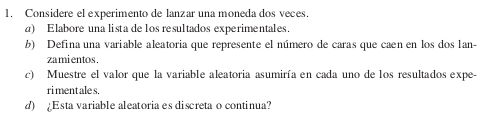 1. Considere el experimento de lanzar una moneda dos veces.
a) Elabore una lista de los resultados experimentales.
b) Defina una variable aleatoria que represente el número de caras que caen en los dos lan-
zamientos.
c) Muestre el valor que la variable aleatoria asumiría en cada uno de los resultados expe-
rimentales.
d) ¿Esta variable aleatoria es discreta o continua?